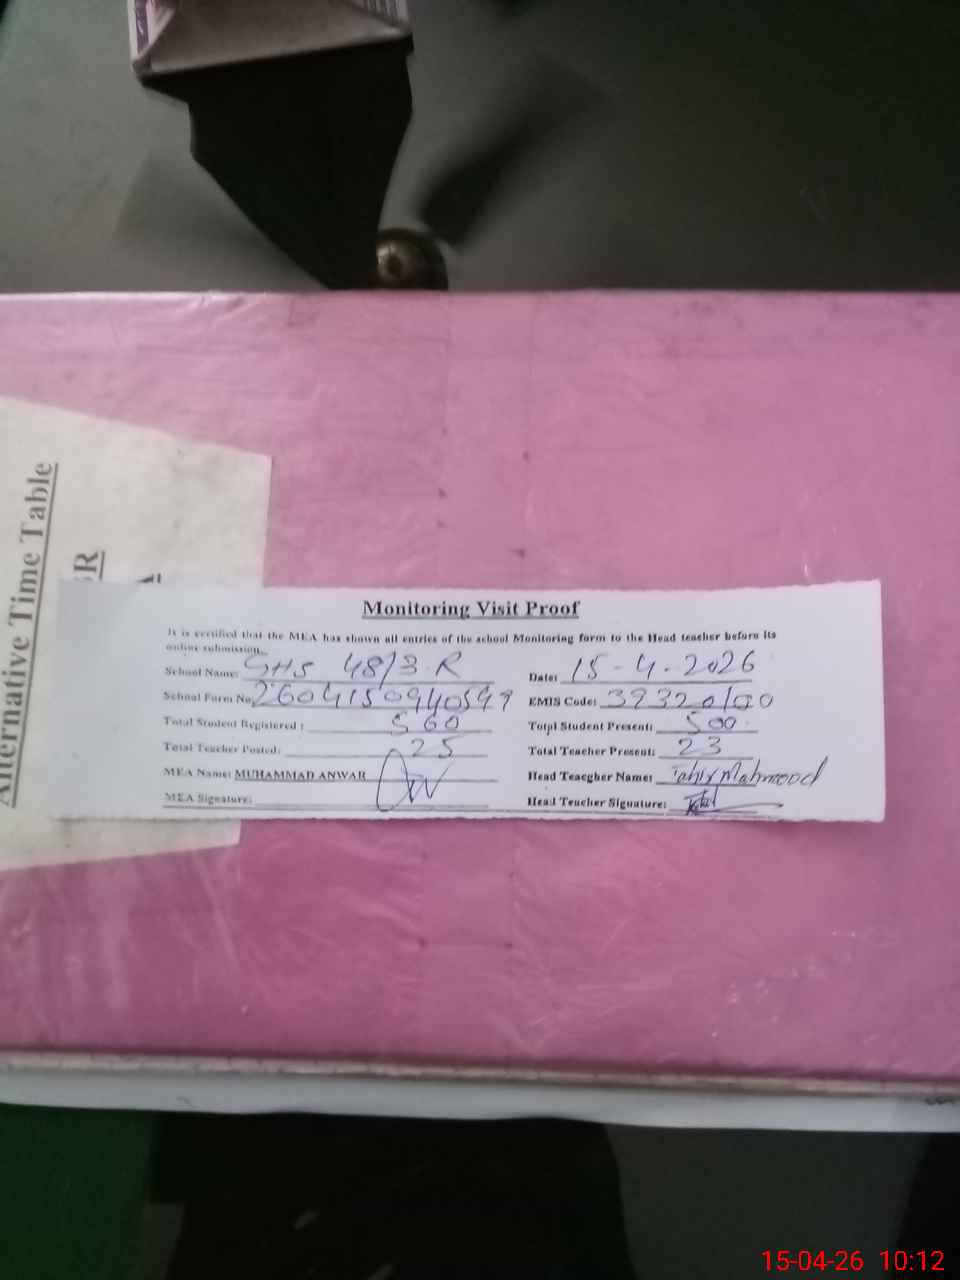 Alternative Time Table
SR
Monitoring Visit Proof
It is certified that the MEA has shown all entries of the school Monitoring form to the Head teacher before its
online submission.
School Name: GHS 48/3-R Date: 15-4-2026
School Form No. 2604150940549 EMIS Code: 39320100
Total Student Registered : 560 Total Student Present: 500
Total Teacher Posted: 25 Total Teacher Present: 23
MEA Name: MUHAMMAD ANWAR Head Teacgher Name: Tahir Mahmood
MEA Signature: Head Teacher Signature:
15-04-26 10:12